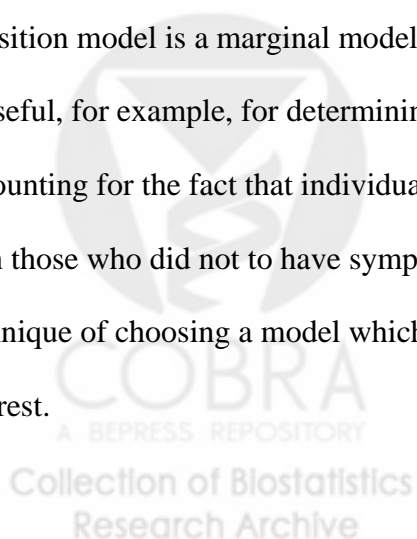 sition model is a marginal model
seful, for example, for determinin
ounting for the fact that individua
n those who did not to have symp
nique of choosing a model which
rest.
COBRA
A BEPRESS REPOSITORY
Collection of Biostatistics
Research Archive